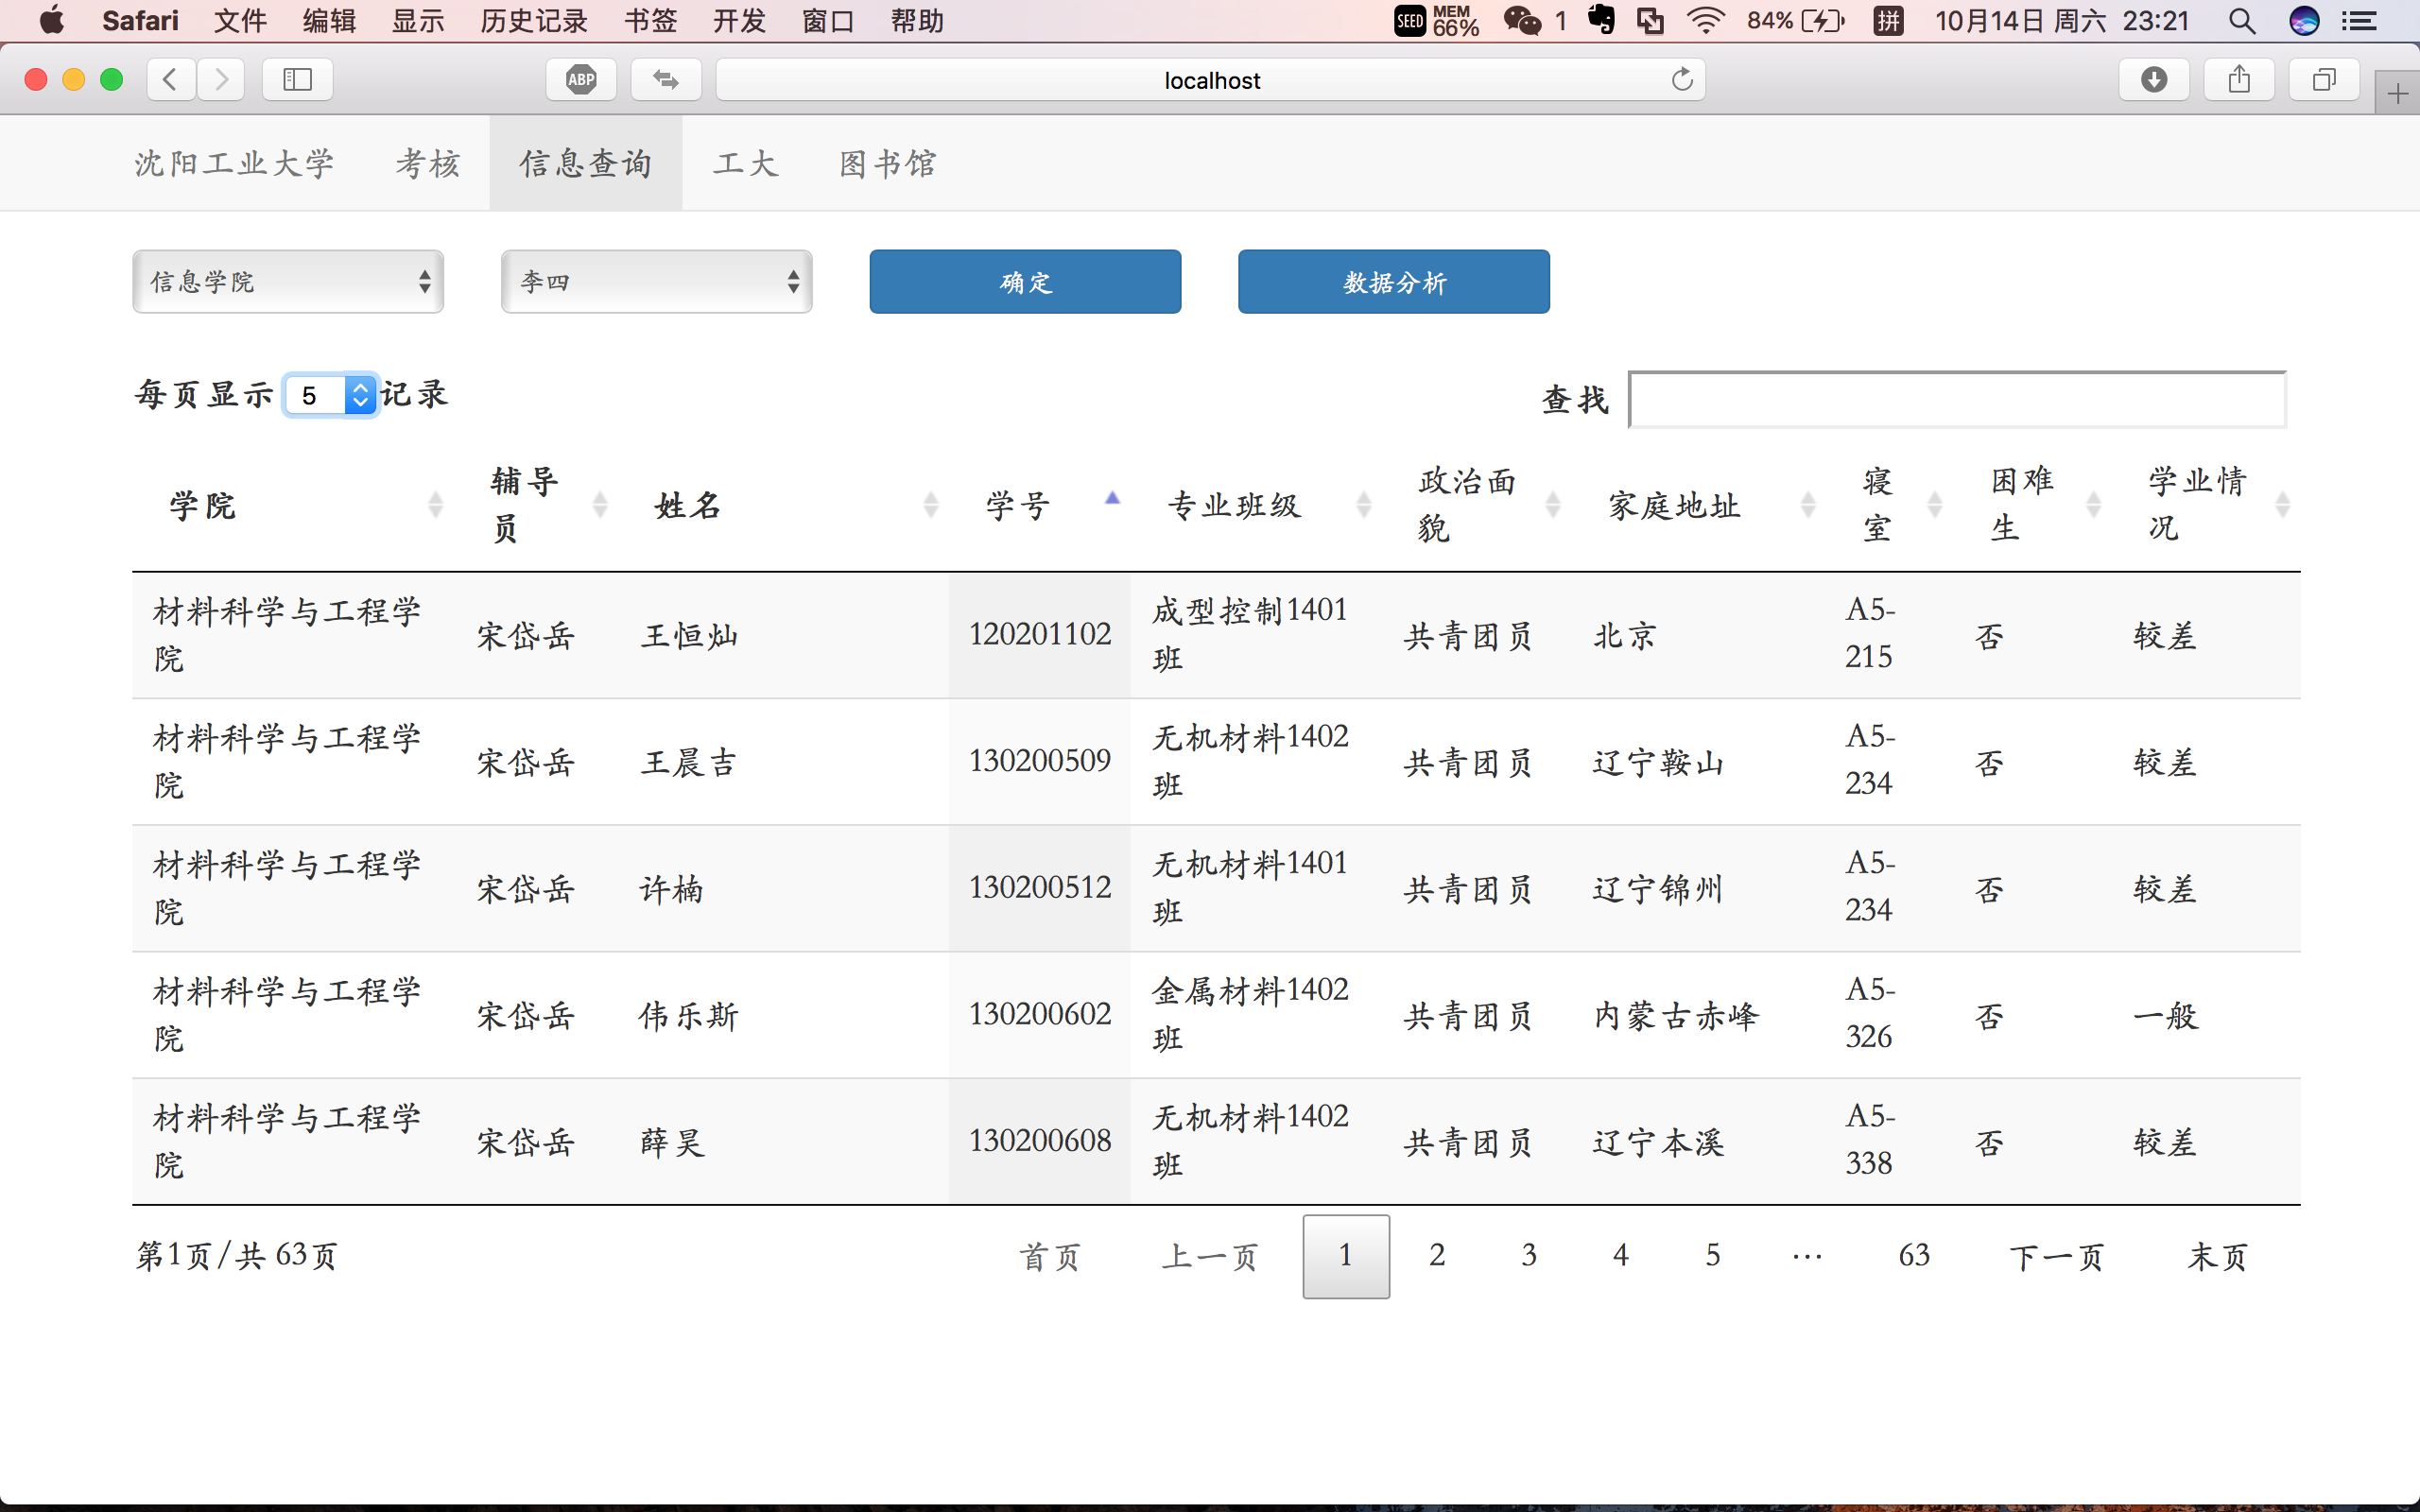 Safari 文件 编辑 显示 历史记录 书签 开发 窗口 帮助 SEED MEM 66% 1 84% 拼 10月14日 周六 23:21
ABP localhost
沈阳工业大学 考核 信息查询 工大 图书馆
信息学院 李四 确定 数据分析
每页显示 5 记录 查找
学院 辅导员 姓名 学号 专业班级 政治面貌 家庭地址 寝室 困难生 学业情况
材料科学与工程学院 宋岱岳 王恒灿 120201102 成型控制1401班 共青团员 北京 A5-215 否 较差
材料科学与工程学院 宋岱岳 王晨吉 130200509 无机材料1402班 共青团员 辽宁鞍山 A5-234 否 较差
材料科学与工程学院 宋岱岳 许楠 130200512 无机材料1401班 共青团员 辽宁锦州 A5-234 否 较差
材料科学与工程学院 宋岱岳 伟乐斯 130200602 金属材料1402班 共青团员 内蒙古赤峰 A5-326 否 一般
材料科学与工程学院 宋岱岳 薛昊 130200608 无机材料1402班 共青团员 辽宁本溪 A5-338 否 较差
第1页/共 63页 首页 上一页 1 2 3 4 5 … 63 下一页 末页